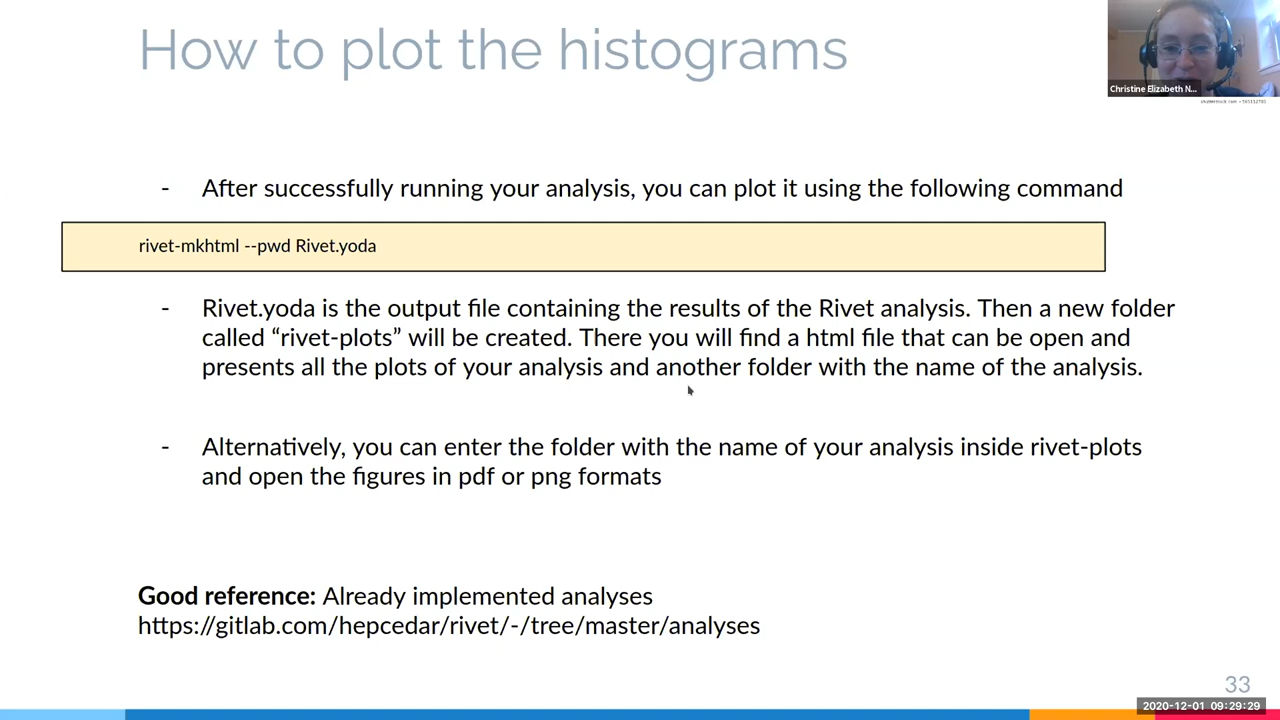 How to plot the histograms
Christine Elizabeth N...
- After successfully running your analysis, you can plot it using the following command
rivet-mkhtml --pwd Rivet.yoda
- Rivet.yoda is the output file containing the results of the Rivet analysis. Then a new folder
called “rivet-plots” will be created. There you will find a html file that can be open and
presents all the plots of your analysis and another folder with the name of the analysis.
- Alternatively, you can enter the folder with the name of your analysis inside rivet-plots
and open the figures in pdf or png formats
Good reference: Already implemented analyses
https://gitlab.com/hepcedar/rivet/-/tree/master/analyses
33
2020-12-01 09:29:29